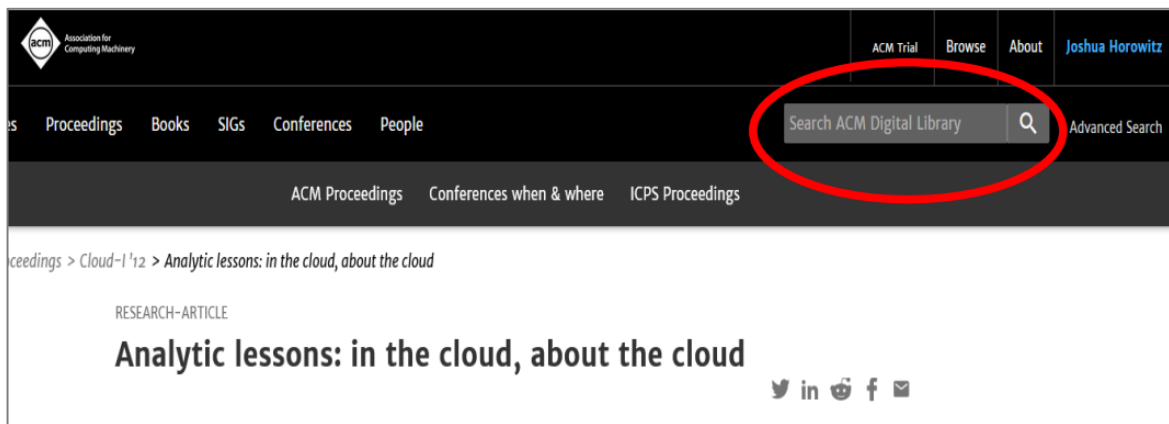 acm
Association for
Computing Machinery
ACM Trial Browse About Joshua Horowitz
es Proceedings Books SIGs Conferences People
Search ACM Digital Library
Advanced Search
ACM Proceedings Conferences when & where ICPS Proceedings
ceedings > Cloud-I '12 > Analytic lessons: in the cloud, about the cloud
RESEARCH-ARTICLE
Analytic lessons: in the cloud, about the cloud